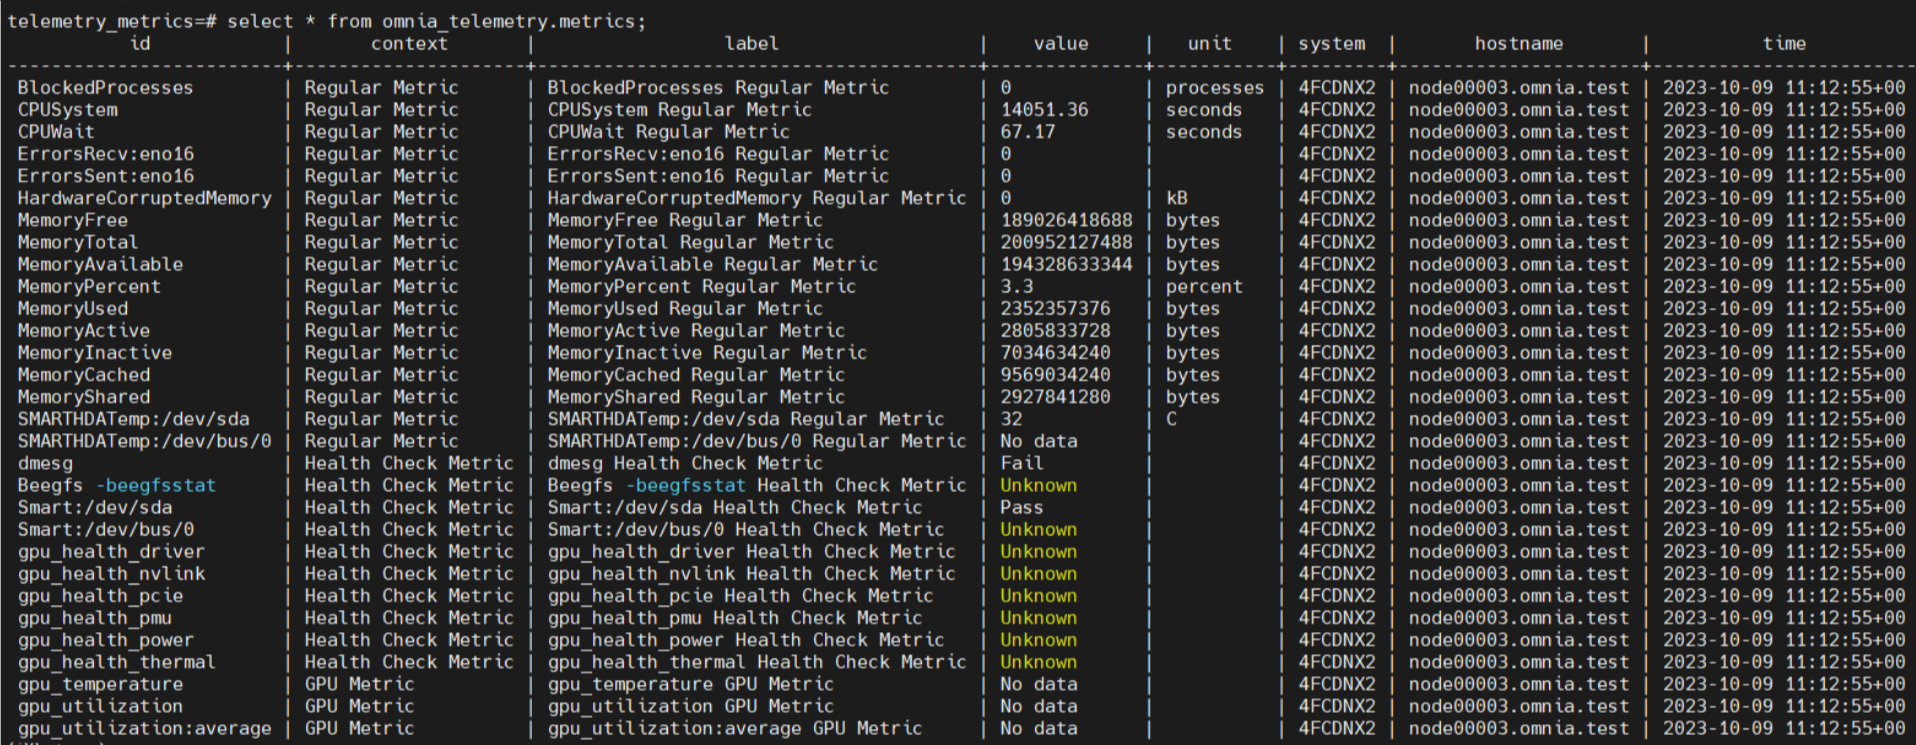 telemetry_metrics=# select * from omnia_telemetry.metrics;
id | context | label | value | unit | system | hostname | time
-------------------------+---------------------+---------------------------------------+--------------+-----------+---------+---------------------+------------------------
BlockedProcesses | Regular Metric | BlockedProcesses Regular Metric | 0 | processes | 4FCDNX2 | node00003.omnia.test | 2023-10-09 11:12:55+00
CPUSystem | Regular Metric | CPUSystem Regular Metric | 14051.36 | seconds | 4FCDNX2 | node00003.omnia.test | 2023-10-09 11:12:55+00
CPUWait | Regular Metric | CPUWait Regular Metric | 67.17 | seconds | 4FCDNX2 | node00003.omnia.test | 2023-10-09 11:12:55+00
ErrorsRecv:eno16 | Regular Metric | ErrorsRecv:eno16 Regular Metric | 0 | | 4FCDNX2 | node00003.omnia.test | 2023-10-09 11:12:55+00
ErrorsSent:eno16 | Regular Metric | ErrorsSent:eno16 Regular Metric | 0 | | 4FCDNX2 | node00003.omnia.test | 2023-10-09 11:12:55+00
HardwareCorruptedMemory | Regular Metric | HardwareCorruptedMemory Regular Metric | 0 | kB | 4FCDNX2 | node00003.omnia.test | 2023-10-09 11:12:55+00
MemoryFree | Regular Metric | MemoryFree Regular Metric | 189026418688 | bytes | 4FCDNX2 | node00003.omnia.test | 2023-10-09 11:12:55+00
MemoryTotal | Regular Metric | MemoryTotal Regular Metric | 200952127488 | bytes | 4FCDNX2 | node00003.omnia.test | 2023-10-09 11:12:55+00
MemoryAvailable | Regular Metric | MemoryAvailable Regular Metric | 194328633344 | bytes | 4FCDNX2 | node00003.omnia.test | 2023-10-09 11:12:55+00
MemoryPercent | Regular Metric | MemoryPercent Regular Metric | 3.3 | percent | 4FCDNX2 | node00003.omnia.test | 2023-10-09 11:12:55+00
MemoryUsed | Regular Metric | MemoryUsed Regular Metric | 2352357376 | bytes | 4FCDNX2 | node00003.omnia.test | 2023-10-09 11:12:55+00
MemoryActive | Regular Metric | MemoryActive Regular Metric | 2805833728 | bytes | 4FCDNX2 | node00003.omnia.test | 2023-10-09 11:12:55+00
MemoryInactive | Regular Metric | MemoryInactive Regular Metric | 7034634240 | bytes | 4FCDNX2 | node00003.omnia.test | 2023-10-09 11:12:55+00
MemoryCached | Regular Metric | MemoryCached Regular Metric | 9569034240 | bytes | 4FCDNX2 | node00003.omnia.test | 2023-10-09 11:12:55+00
MemoryShared | Regular Metric | MemoryShared Regular Metric | 2927841280 | bytes | 4FCDNX2 | node00003.omnia.test | 2023-10-09 11:12:55+00
SMARTHDATemp:/dev/sda | Regular Metric | SMARTHDATemp:/dev/sda Regular Metric | 32 | C | 4FCDNX2 | node00003.omnia.test | 2023-10-09 11:12:55+00
SMARTHDATemp:/dev/bus/0 | Regular Metric | SMARTHDATemp:/dev/bus/0 Regular Metric | No data | | 4FCDNX2 | node00003.omnia.test | 2023-10-09 11:12:55+00
dmesg | Health Check Metric | dmesg Health Check Metric | Fail | | 4FCDNX2 | node00003.omnia.test | 2023-10-09 11:12:55+00
Beegfs -beegfsstat | Health Check Metric | Beegfs -beegfsstat Health Check Metric | Unknown | | 4FCDNX2 | node00003.omnia.test | 2023-10-09 11:12:55+00
Smart:/dev/sda | Health Check Metric | Smart:/dev/sda Health Check Metric | Pass | | 4FCDNX2 | node00003.omnia.test | 2023-10-09 11:12:55+00
Smart:/dev/bus/0 | Health Check Metric | Smart:/dev/bus/0 Health Check Metric | Unknown | | 4FCDNX2 | node00003.omnia.test | 2023-10-09 11:12:55+00
gpu_health_driver | Health Check Metric | gpu_health_driver Health Check Metric | Unknown | | 4FCDNX2 | node00003.omnia.test | 2023-10-09 11:12:55+00
gpu_health_nvlink | Health Check Metric | gpu_health_nvlink Health Check Metric | Unknown | | 4FCDNX2 | node00003.omnia.test | 2023-10-09 11:12:55+00
gpu_health_pcie | Health Check Metric | gpu_health_pcie Health Check Metric | Unknown | | 4FCDNX2 | node00003.omnia.test | 2023-10-09 11:12:55+00
gpu_health_pmu | Health Check Metric | gpu_health_pmu Health Check Metric | Unknown | | 4FCDNX2 | node00003.omnia.test | 2023-10-09 11:12:55+00
gpu_health_power | Health Check Metric | gpu_health_power Health Check Metric | Unknown | | 4FCDNX2 | node00003.omnia.test | 2023-10-09 11:12:55+00
gpu_health_thermal | Health Check Metric | gpu_health_thermal Health Check Metric | Unknown | | 4FCDNX2 | node00003.omnia.test | 2023-10-09 11:12:55+00
gpu_temperature | GPU Metric | gpu_temperature GPU Metric | No data | | 4FCDNX2 | node00003.omnia.test | 2023-10-09 11:12:55+00
gpu_utilization | GPU Metric | gpu_utilization GPU Metric | No data | | 4FCDNX2 | node00003.omnia.test | 2023-10-09 11:12:55+00
gpu_utilization:average | GPU Metric | gpu_utilization:average GPU Metric | No data | | 4FCDNX2 | node00003.omnia.test | 2023-10-09 11:12:55+00